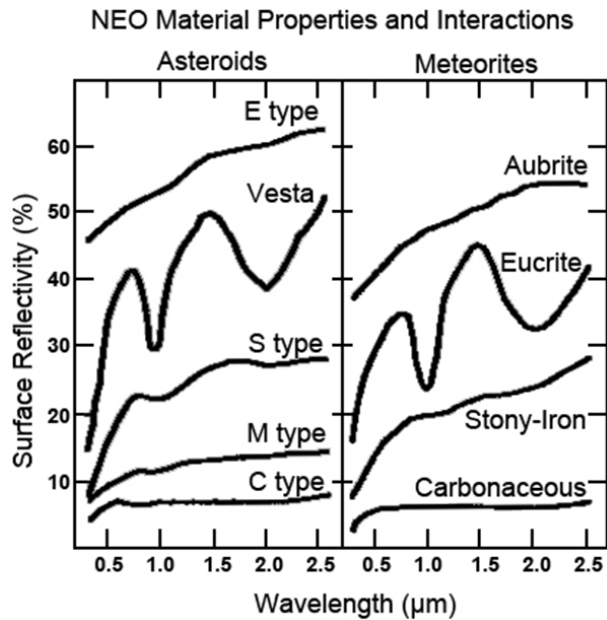 NEO Material Properties and Interactions
Asteroids
Meteorites
Surface Reflectivity (%)
60
50
40
30
20
10
E type
Vesta
S type
M type
C type
Aubrite
Eucrite
Stony-Iron
Carbonaceous
0.5 1.0 1.5 2.0 2.5
0.5 1.0 1.5 2.0 2.5
Wavelength (μm)